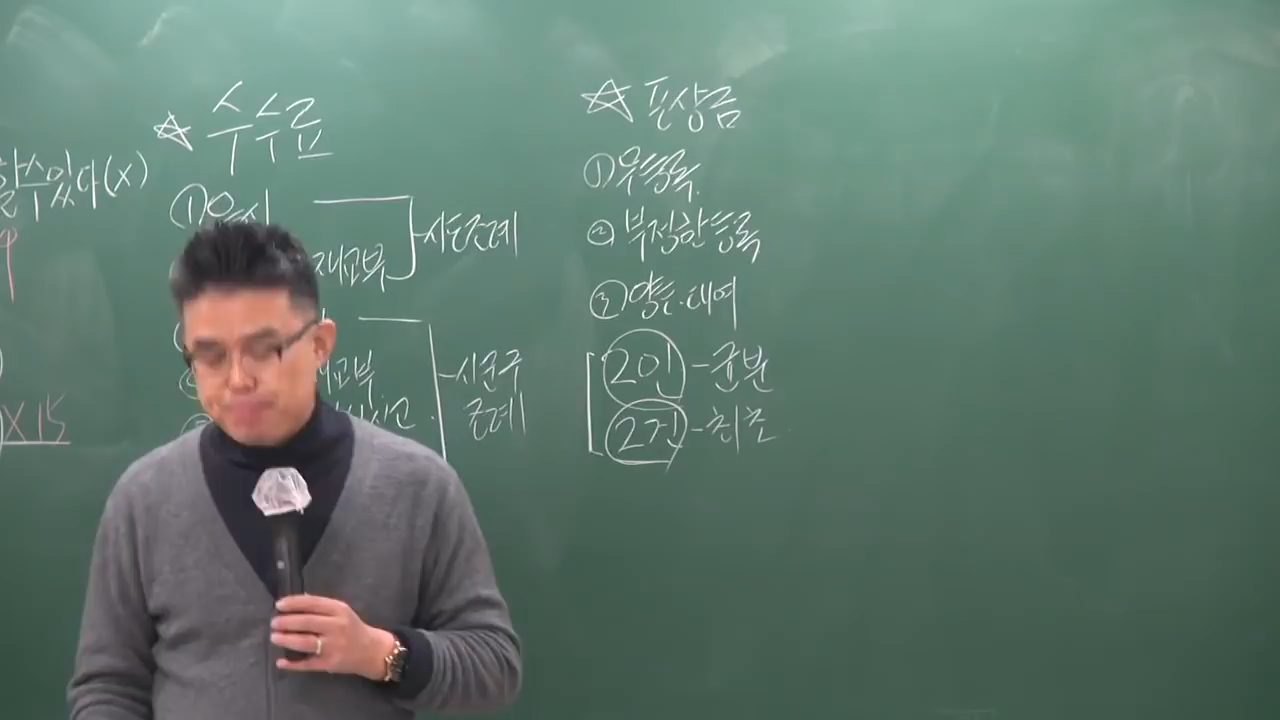 할 수 있다(X)
X 15
☆ 수수료
① 응시
재교부
시·도조례
재교부
시군구
조례
☆ 포상금
① 무등록
② 부정한 등록
③ 양도·대여
2인 - 균분
2건 - 최초